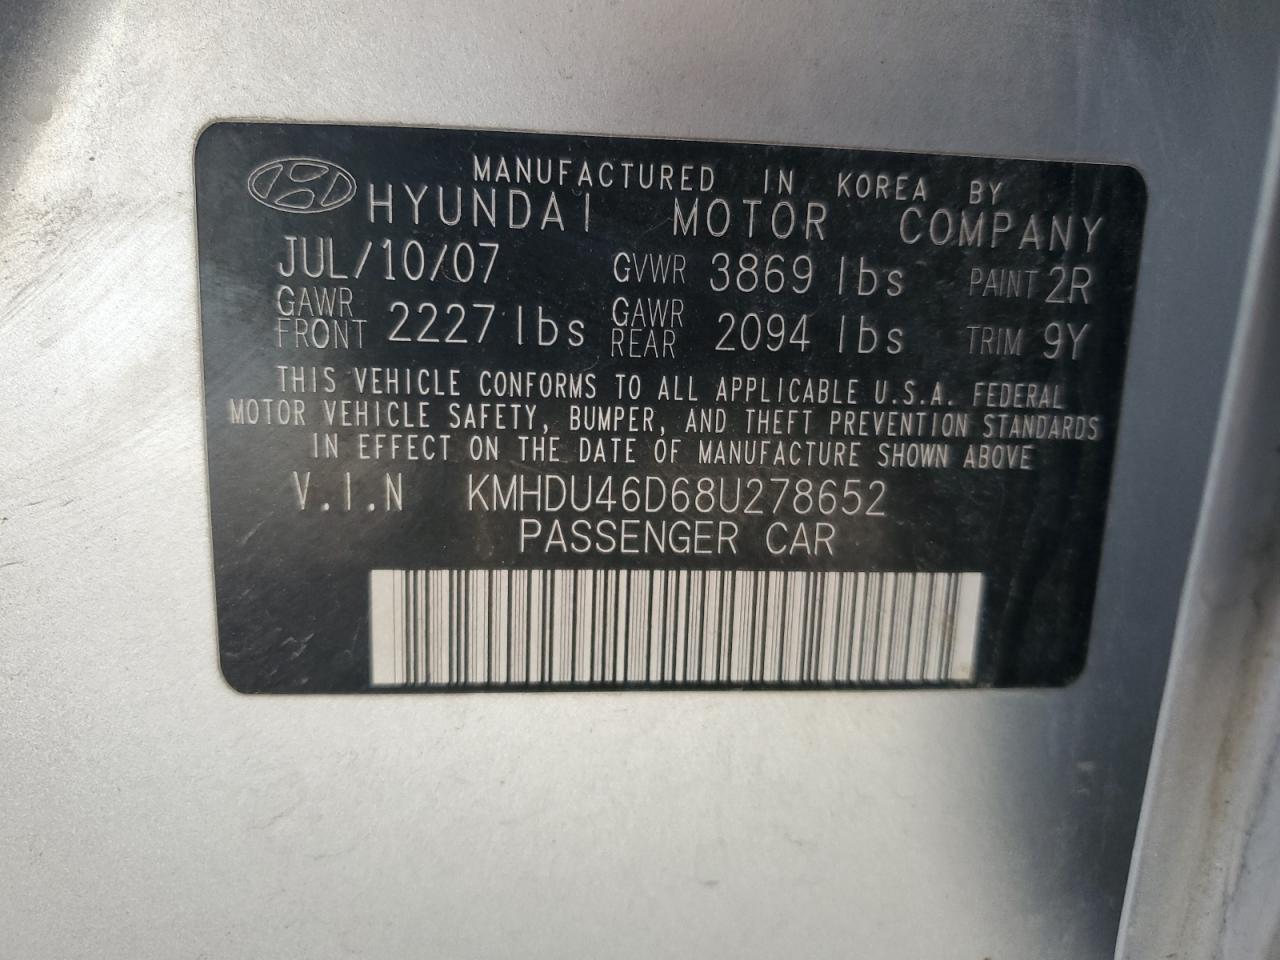 MANUFACTURED IN KOREA BY
HYUNDAI MOTOR COMPANY
JUL/10/07 GVWR 3869 lbs PAINT 2R
GAWR FRONT 2227 lbs GAWR REAR 2094 lbs TRIM 9Y
THIS VEHICLE CONFORMS TO ALL APPLICABLE U.S.A. FEDERAL
MOTOR VEHICLE SAFETY, BUMPER, AND THEFT PREVENTION STANDARDS
IN EFFECT ON THE DATE OF MANUFACTURE SHOWN ABOVE
V.I.N KMHDU46D68U278652
PASSENGER CAR